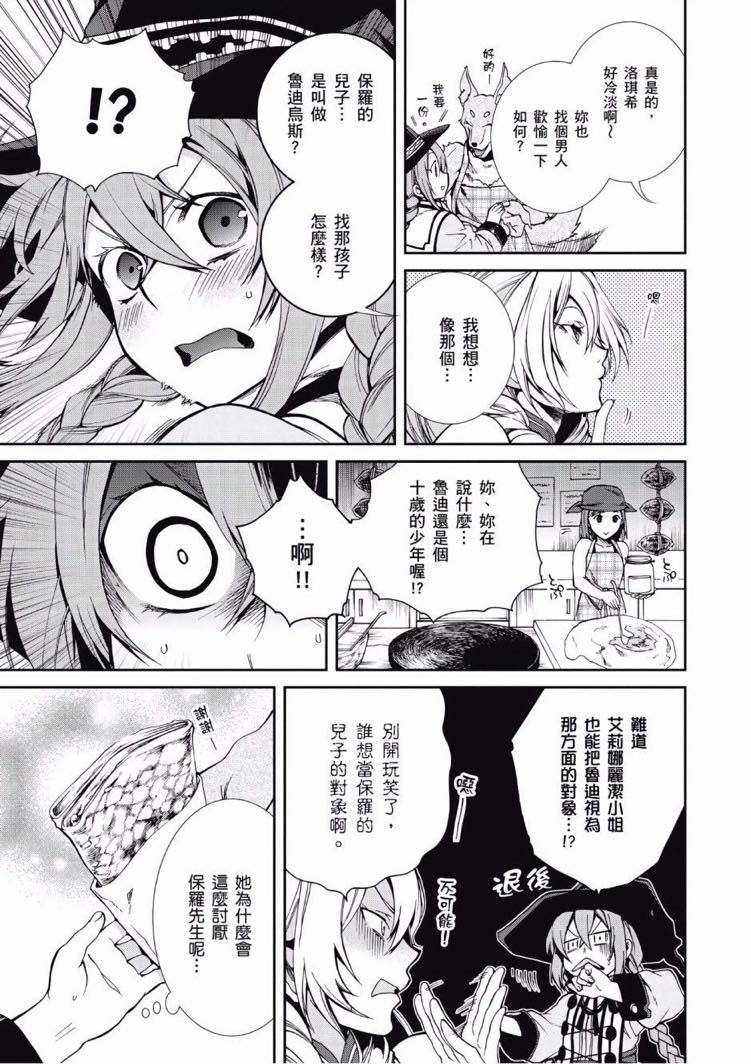 真是的，
洛琪希
好冷淡啊～
妳也
找個男人
歡愉一下
如何？
好的—
我要
一份
嗯—
我想想…
像那個…
保羅的
兒子…
是叫做
魯迪烏斯？
找那孩子
怎麼樣？
!?
妳、妳在
說什麼…
魯迪還是個
十歲的少年喔!?
とぷ
とぷ
…啊!!
難道
艾莉娜麗潔小姐
也能把魯迪視為
那方面的對象…!?
退後
別開玩笑了，
誰想當保羅的
兒子的對象啊。
噁—
不可能！
謝謝—
她為什麼會
這麼討厭
保羅先生呢…